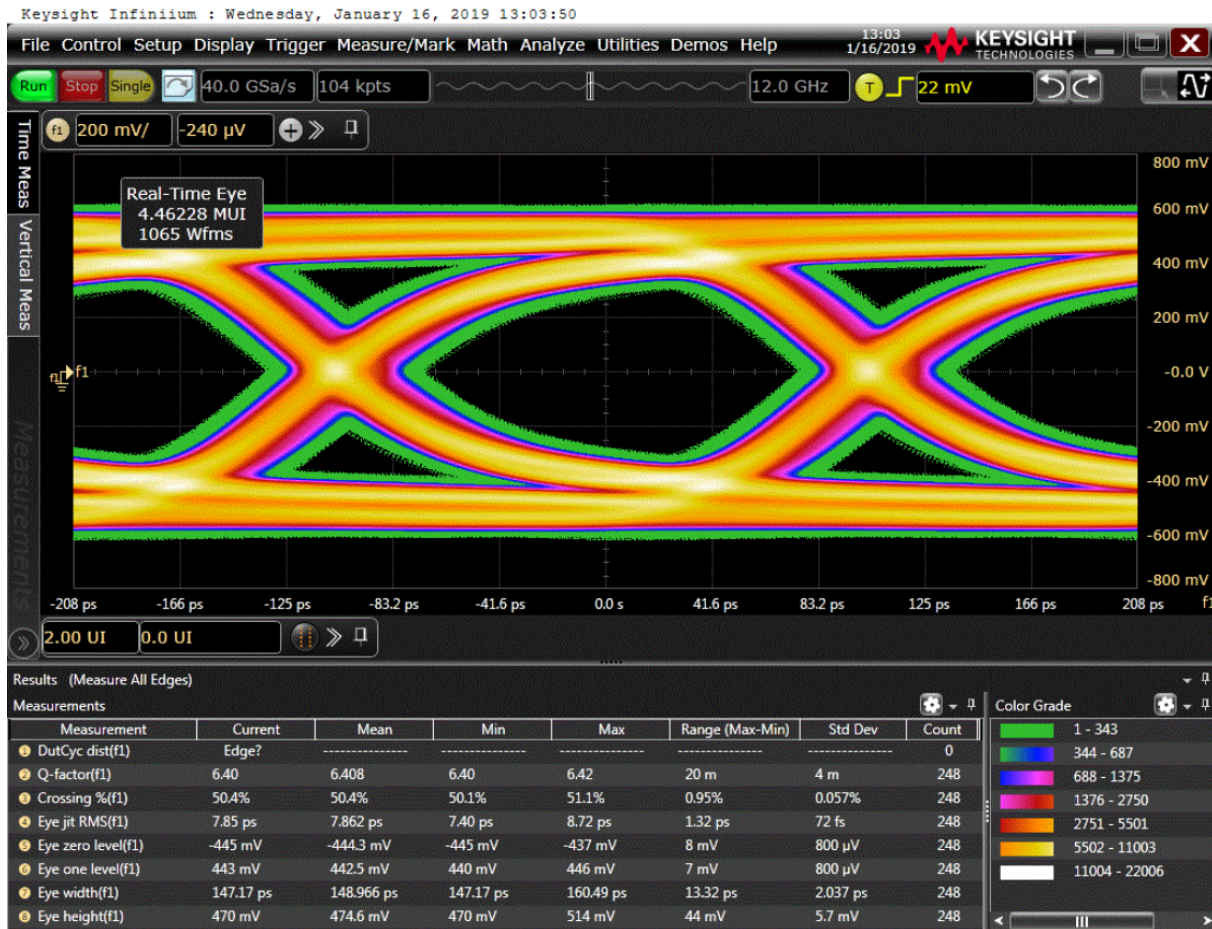 Keysight Infiniium : Wednesday, January 16, 2019 13:03:50
File Control Setup Display Trigger Measure/Mark Math Analyze Utilities Demos Help
13:03
1/16/2019
KEYSIGHT
TECHNOLOGIES
Run Stop Single 40.0 GSa/s 104 kpts 12.0 GHz T 22 mV
f1 200 mV/ -240 µV
Time Meas
Vertical Meas
Measurements
Real-Time Eye
4.46228 MUI
1065 Wfms
800 mV
600 mV
400 mV
200 mV
-0.0 V
-200 mV
-400 mV
-600 mV
-800 mV
f1 f1
-208 ps -166 ps -125 ps -83.2 ps -41.6 ps 0.0 s 41.6 ps 83.2 ps 125 ps 166 ps 208 ps f1
2.00 UI 0.0 UI
Results (Measure All Edges)
Measurements
Measurement Current Mean Min Max Range (Max-Min) Std Dev Count
1 DutCyc dist(f1) Edge? --------------- --------------- --------------- --------------- --------------- 0
2 Q-factor(f1) 6.40 6.408 6.40 6.42 20 m 4 m 248
3 Crossing %(f1) 50.4% 50.4% 50.1% 51.1% 0.95% 0.057% 248
4 Eye jit RMS(f1) 7.85 ps 7.862 ps 7.40 ps 8.72 ps 1.32 ps 72 fs 248
5 Eye zero level(f1) -445 mV -444.3 mV -445 mV -437 mV 8 mV 800 µV 248
6 Eye one level(f1) 443 mV 442.5 mV 440 mV 446 mV 7 mV 800 µV 248
7 Eye width(f1) 147.17 ps 148.966 ps 147.17 ps 160.49 ps 13.32 ps 2.037 ps 248
8 Eye height(f1) 470 mV 474.6 mV 470 mV 514 mV 44 mV 5.7 mV 248
Color Grade
1 - 343
344 - 687
688 - 1375
1376 - 2750
2751 - 5501
5502 - 11003
11004 - 22006